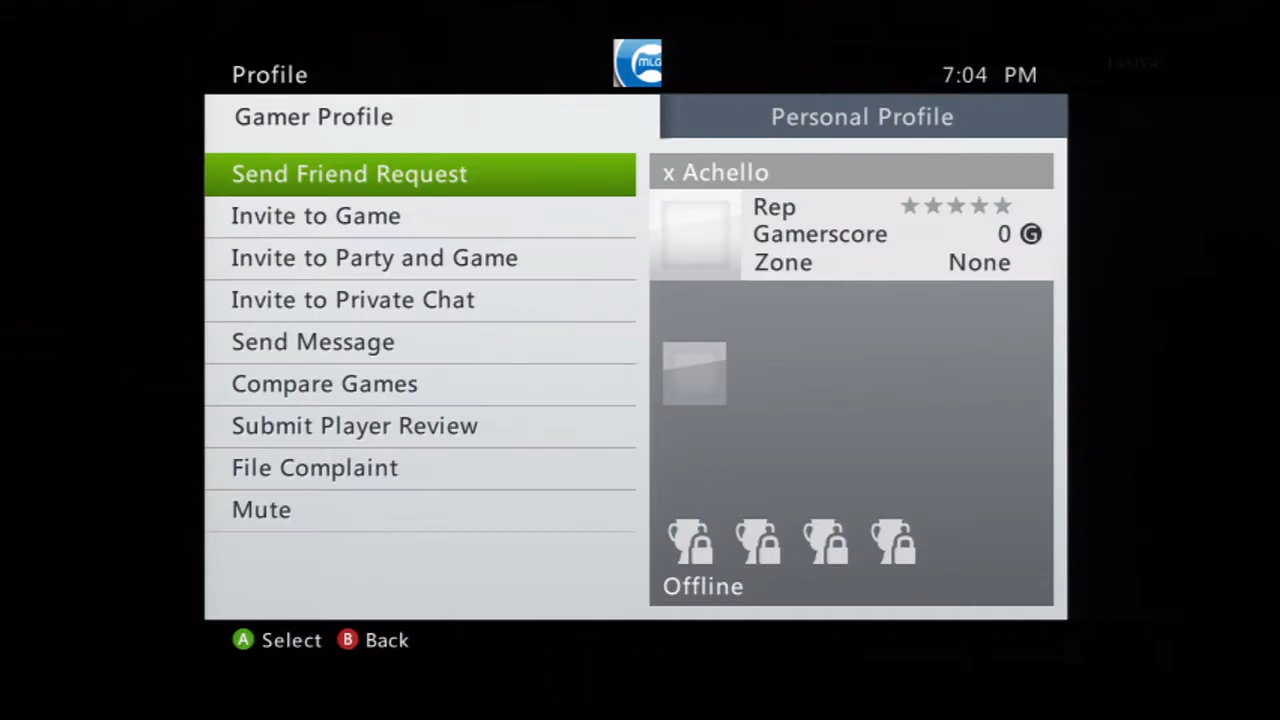 Profile
MLG
7:04 PM
Gamer Profile
Personal Profile
Send Friend Request
Invite to Game
Invite to Party and Game
Invite to Private Chat
Send Message
Compare Games
Submit Player Review
File Complaint
Mute
x Achello
Rep
Gamerscore 0 G
Zone None
Offline
A Select B Back